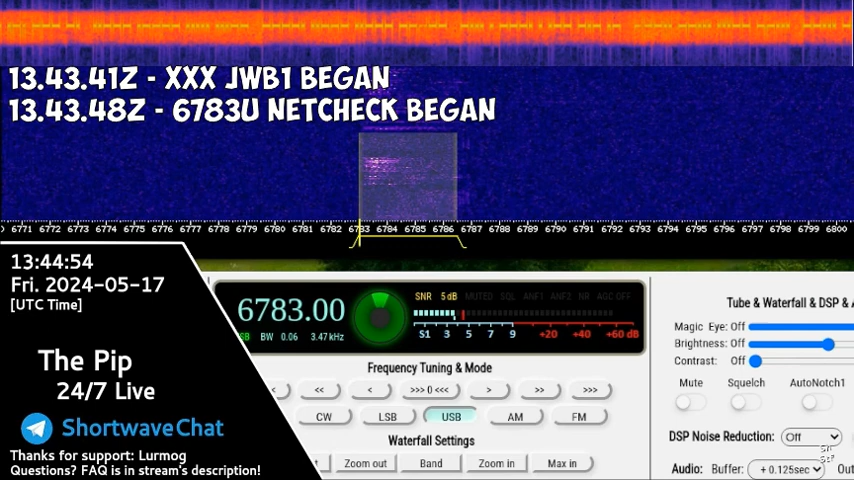 13.43.41Z - XXX JWB1 BEGAN
13.43.48Z - 6783U NETCHECK BEGAN
6771 6772 6773 6774 6775 6776 6777 6778 6779 6780 6781 6782 6783 6784 6785 6786 6787 6788 6789 6790 6791 6792 6793 6794 6795 6796 6797 6798 6799 6800
13:44:54
Fri. 2024-05-17
[UTC Time]
The Pip
24/7 Live
ShortwaveChat
Thanks for support: Lurmog
Questions? FAQ is in stream's description!
6783.00
SNR 5 dB MUTED SQL ANF1 ANF2 NR AGC OFF
S1 3 5 7 9 +20 +40 +60 dB
SB BW 0.06 3.47 kHz
Frequency Tuning & Mode
< << < >>> 0 <<< > >> >>>
CW LSB USB AM FM
Waterfall Settings
t Zoom out Band Zoom in Max in
Tube & Waterfall & DSP & A
Magic Eye: Off
Brightness: Off
Contrast: Off
Mute Squelch AutoNotch1
DSP Noise Reduction: Off
Audio: Buffer: + 0.125sec Out